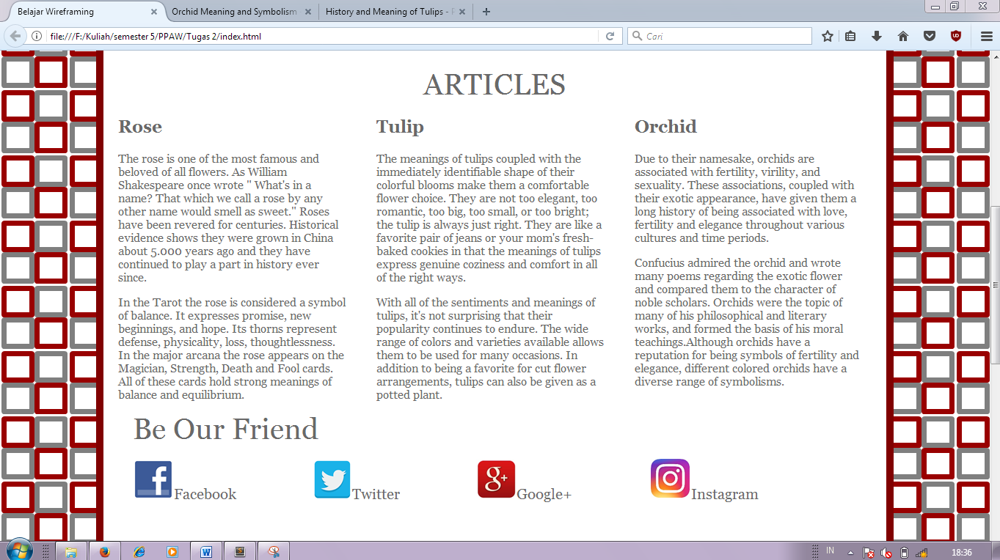 Belajar Wireframing
Orchid Meaning and Symbolism
History and Meaning of Tulips -
file:///F:/Kuliah/semester 5/PPAW/Tugas 2/index.html
Cari
ARTICLES
Rose
The rose is one of the most famous and
beloved of all flowers. As William
Shakespeare once wrote " What's in a
name? That which we call a rose by any
other name would smell as sweet." Roses
have been revered for centuries. Historical
evidence shows they were grown in China
about 5.000 years ago and they have
continued to play a part in history ever
since.
In the Tarot the rose is considered a symbol
of balance. It expresses promise, new
beginnings, and hope. Its thorns represent
defense, physicality, loss, thoughtlessness.
In the major arcana the rose appears on the
Magician, Strength, Death and Fool cards.
All of these cards hold strong meanings of
balance and equilibrium.
Tulip
The meanings of tulips coupled with the
immediately identifiable shape of their
colorful blooms make them a comfortable
flower choice. They are not too elegant, too
romantic, too big, too small, or too bright;
the tulip is always just right. They are like a
favorite pair of jeans or your mom's fresh-
baked cookies in that the meanings of tulips
express genuine coziness and comfort in all
of the right ways.
With all of the sentiments and meanings of
tulips, it's not surprising that their
popularity continues to endure. The wide
range of colors and varieties available allows
them to be used for many occasions. In
addition to being a favorite for cut flower
arrangements, tulips can also be given as a
potted plant.
Orchid
Due to their namesake, orchids are
associated with fertility, virility, and
sexuality. These associations, coupled with
their exotic appearance, have given them a
long history of being associated with love,
fertility and elegance throughout various
cultures and time periods.
Confucius admired the orchid and wrote
many poems regarding the exotic flower
and compared them to the character of
noble scholars. Orchids were the topic of
many of his philosophical and literary
works, and formed the basis of his moral
teachings.Although orchids have a
reputation for being symbols of fertility and
elegance, different colored orchids have a
diverse range of symbolisms.
Be Our Friend
Facebook
Twitter
Google+
Instagram
IN
18:36